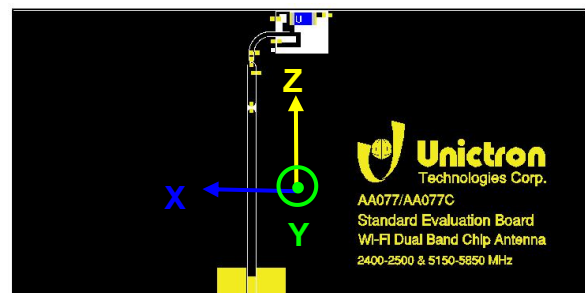 U
Z
X
Y
Unictron
Technologies Corp.
AA077/AA077C
Standard Evaluation Board
Wi-Fi Dual Band Chip Antenna
2400-2500 & 5150-5850 MHz